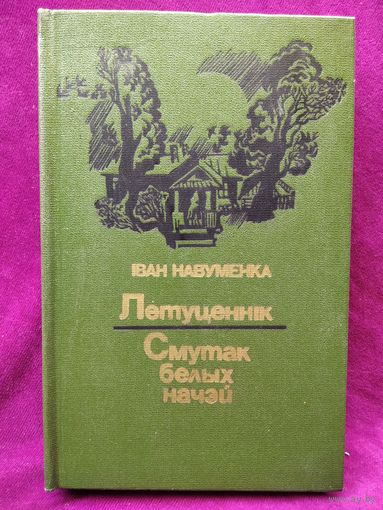 ІВАН НАВУМЕНКА
Летуценнік
Смутак
белых
начэй